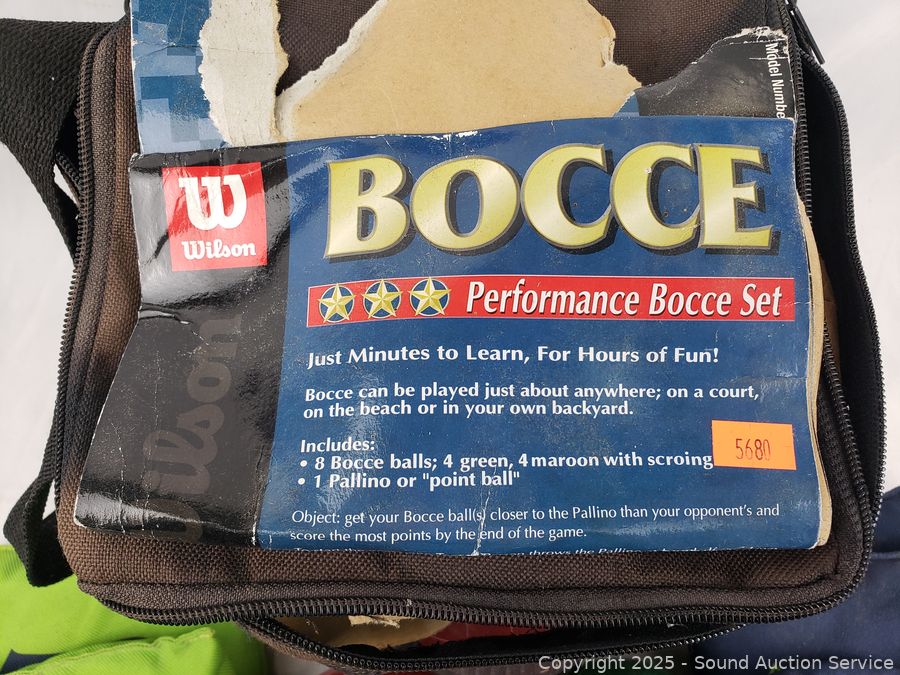 Model Numbe
W
Wilson
BOCCE
Performance Bocce Set
Wilson
Just Minutes to Learn, For Hours of Fun!
Bocce can be played just about anywhere; on a court,
on the beach or in your own backyard.
Includes:
• 8 Bocce balls; 4 green, 4 maroon with scroing
5680
• 1 Pallino or "point ball"
Object: get your Bocce ball(s) closer to the Pallino than your opponent's and
score the most points by the end of the game.
throws the Pallino
Copyright 2025 - Sound Auction Service